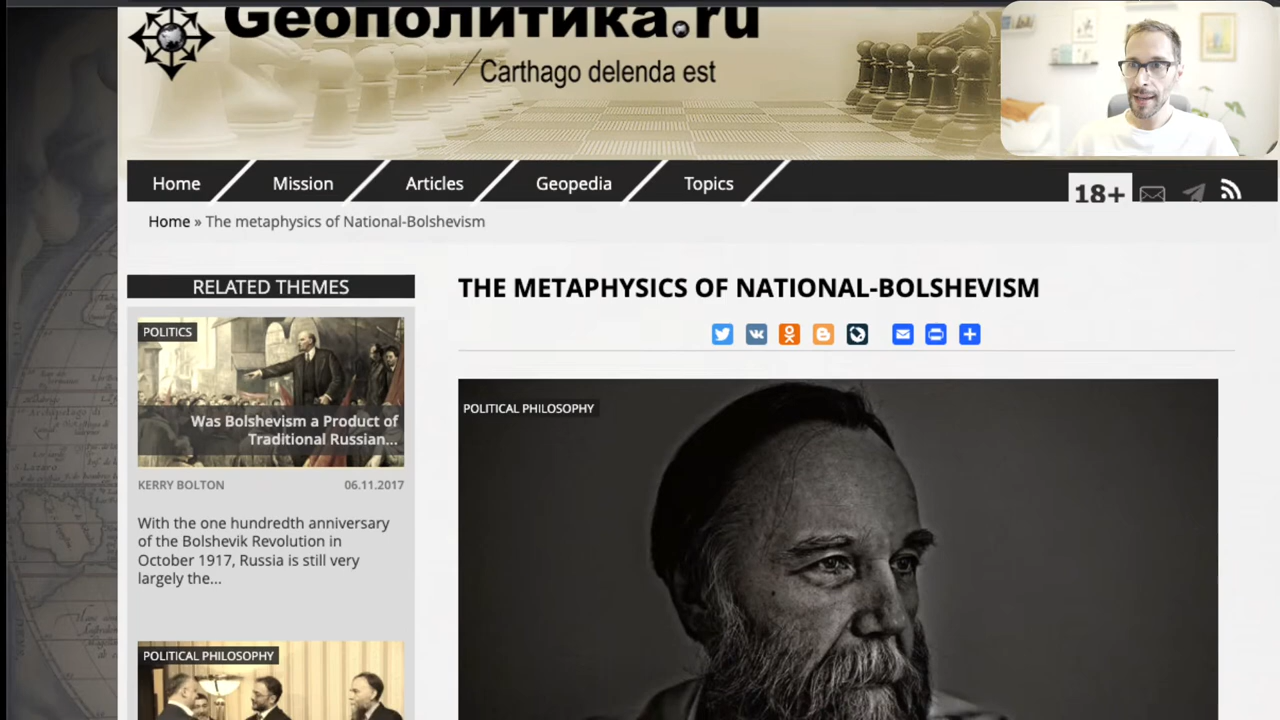 Геополитика.ru
Carthago delenda est
Home
Mission
Articles
Geopedia
Topics
18+
Home » The metaphysics of National-Bolshevism
RELATED THEMES
POLITICS
Was Bolshevism a Product of
Traditional Russian...
KERRY BOLTON
06.11.2017
With the one hundredth anniversary
of the Bolshevik Revolution in
October 1917, Russia is still very
largely the...
POLITICAL PHILOSOPHY
THE METAPHYSICS OF NATIONAL-BOLSHEVISM
POLITICAL PHILOSOPHY